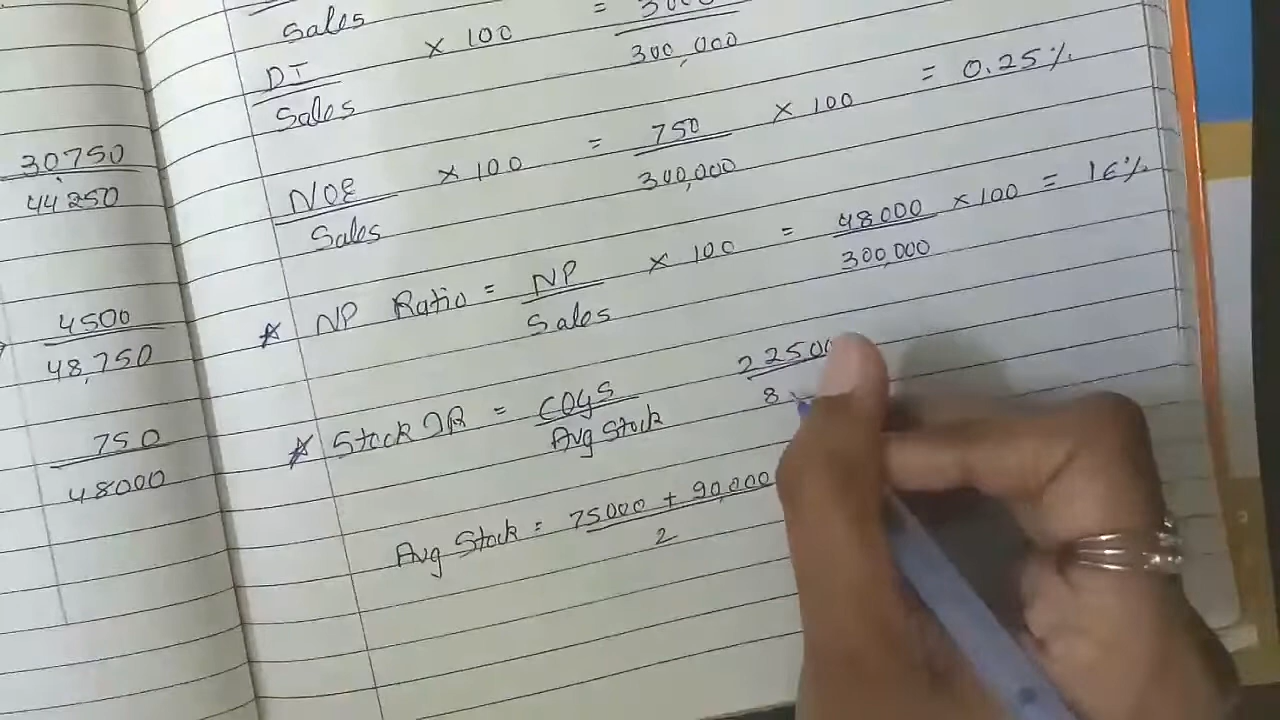 30750
44250
4500
48,750
750
48000
Sales × 100 =
300,000
DT
Sales
NOE
Sales × 100 = 750
300,000 × 100 = 0.25%
* NP Ratio = NP
Sales × 100 = 48000
300,000 × 100 = 16%
* Stock TR = COGS
Avg Stock
22500
8
Avg Stock = 75000 + 90,000
2